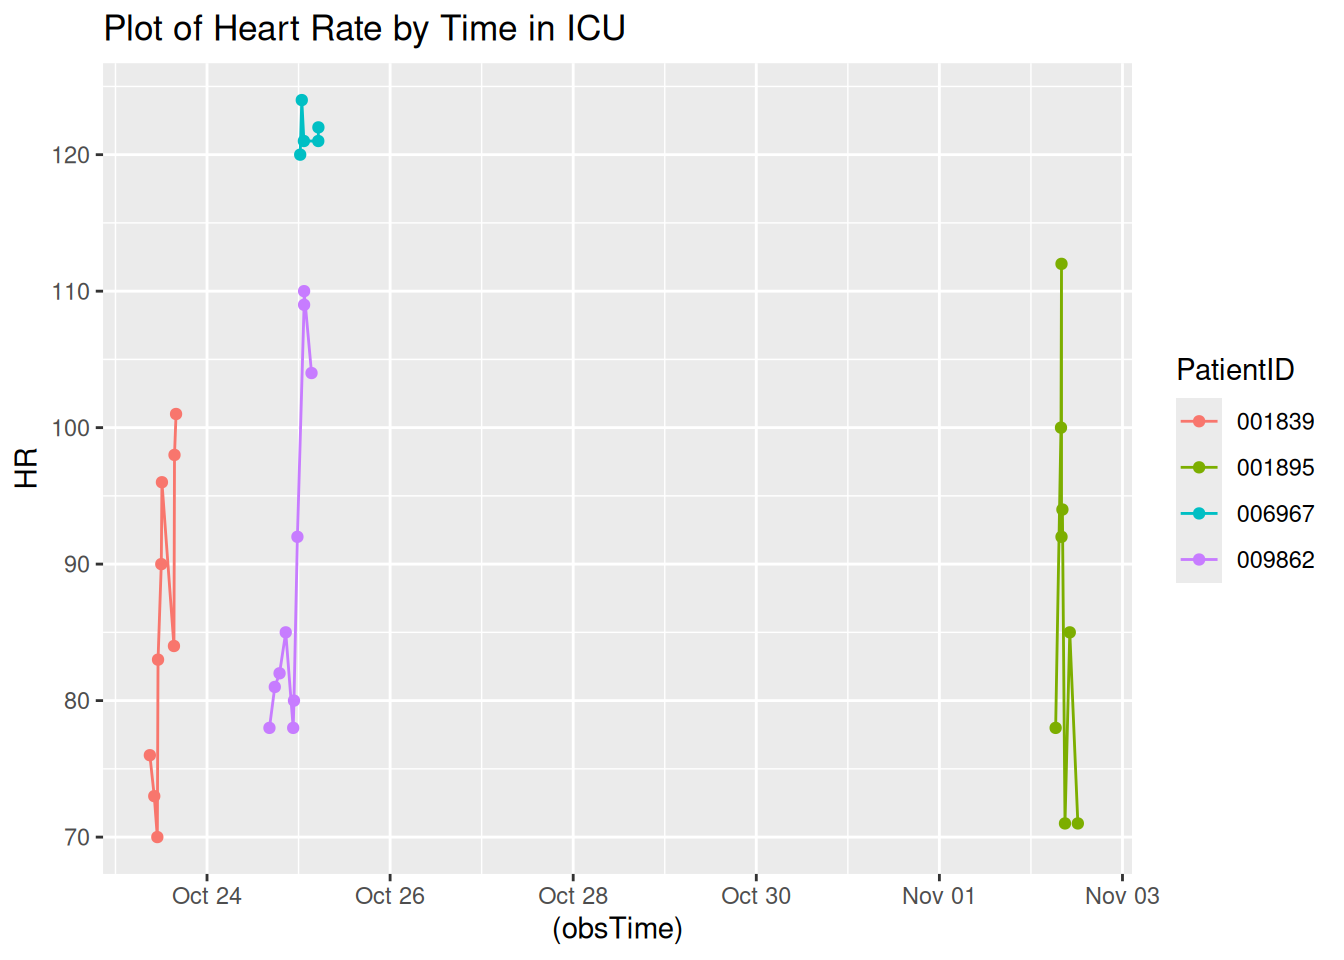 Plot of Heart Rate by Time in ICU
HR
120
110
100
90
80
70
Oct 24 Oct 26 Oct 28 Oct 30 Nov 01 Nov 03
(obsTime)
PatientID
001839
001895
006967
009862